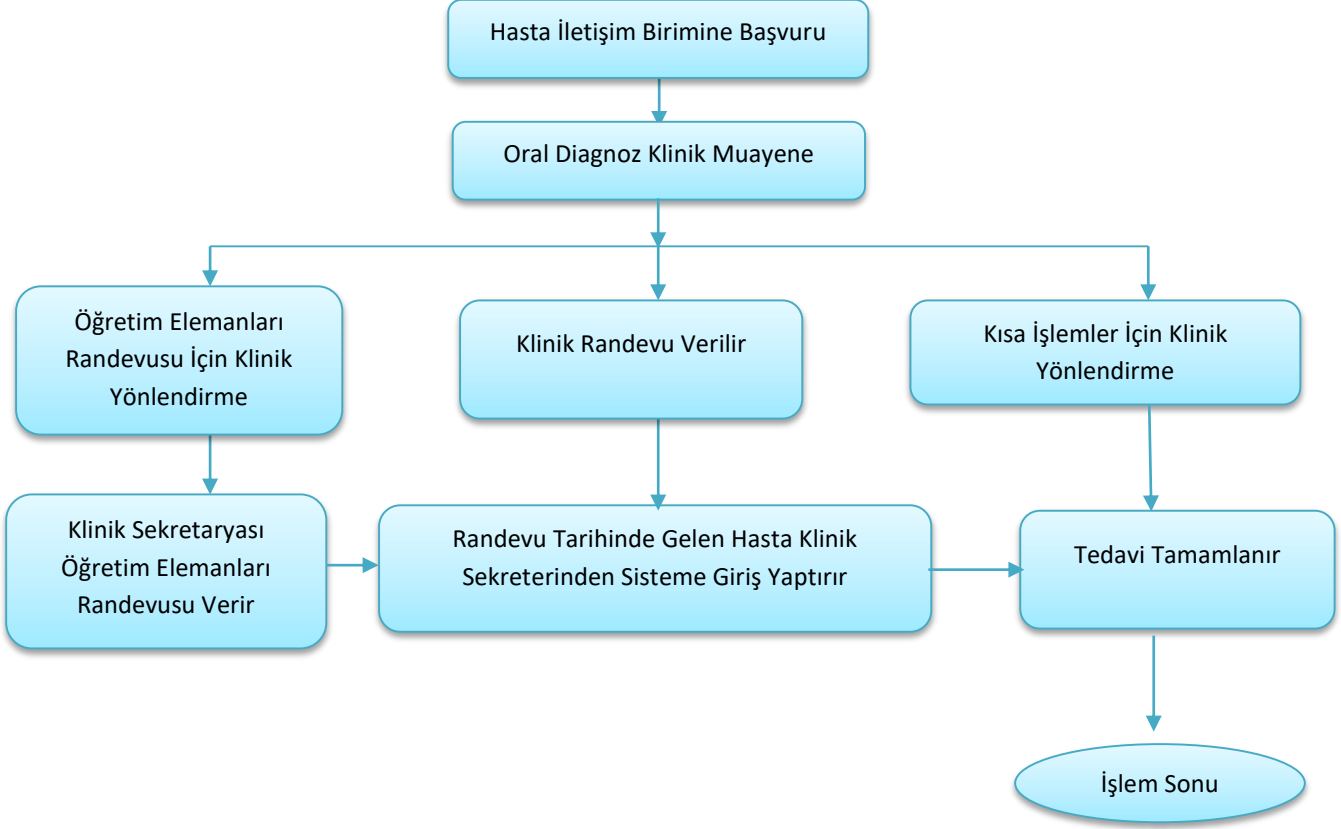 Hasta İletişim Birimine Başvuru
Oral Diagnoz Klinik Muayene
Öğretim Elemanları
Randevusu İçin Klinik
Yönlendirme
Klinik Randevu Verilir
Kısa İşlemler İçin Klinik
Yönlendirme
Klinik Sekretaryası
Öğretim Elemanları
Randevusu Verir
Randevu Tarihinde Gelen Hasta Klinik
Sekreterinden Sisteme Giriş Yaptırır
Tedavi Tamamlanır
İşlem Sonu